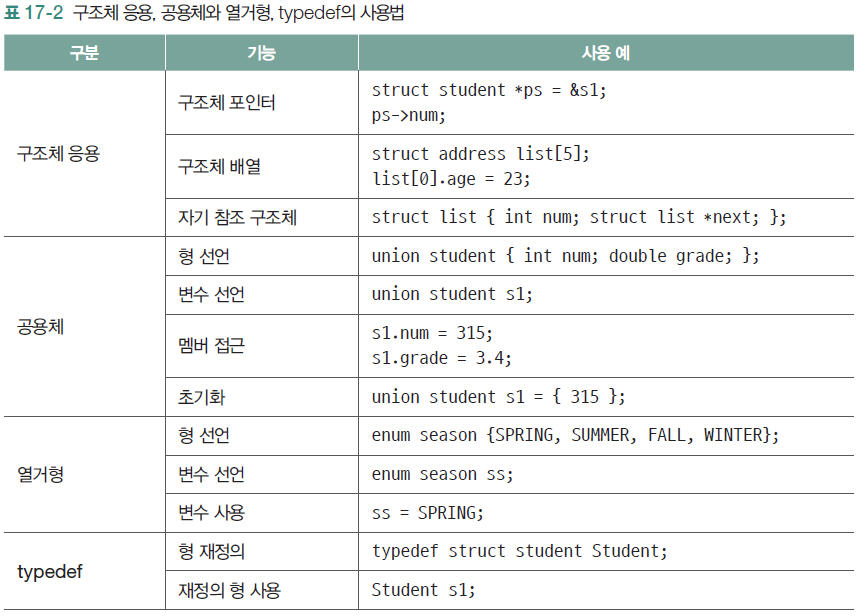 표 17-2 구조체 응용, 공용체와 열거형, typedef의 사용법
구분 기능 사용 예
구조체 응용
구조체 포인터
struct student *ps = &s1;
ps->num;
구조체 배열
struct address list[5];
list[0].age = 23;
자기 참조 구조체
struct list { int num; struct list *next; };
공용체
형 선언
union student { int num; double grade; };
변수 선언
union student s1;
멤버 접근
s1.num = 315;
s1.grade = 3.4;
초기화
union student s1 = { 315 };
열거형
형 선언
enum season {SPRING, SUMMER, FALL, WINTER};
변수 선언
enum season ss;
변수 사용
ss = SPRING;
typedef
형 재정의
typedef struct student Student;
재정의 형 사용
Student s1;